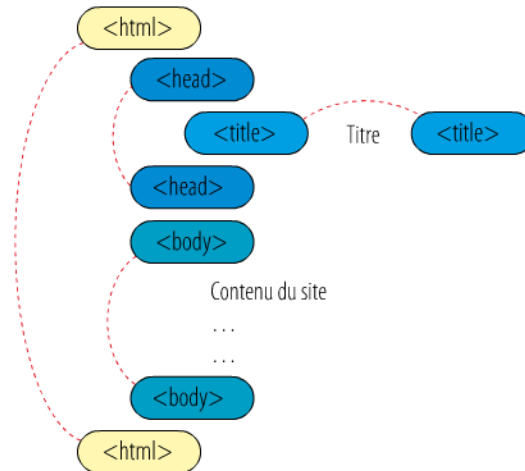 <html>
<head>
<title> Titre <title>
<head>
<body>
Contenu du site
...
...
<body>
<html>